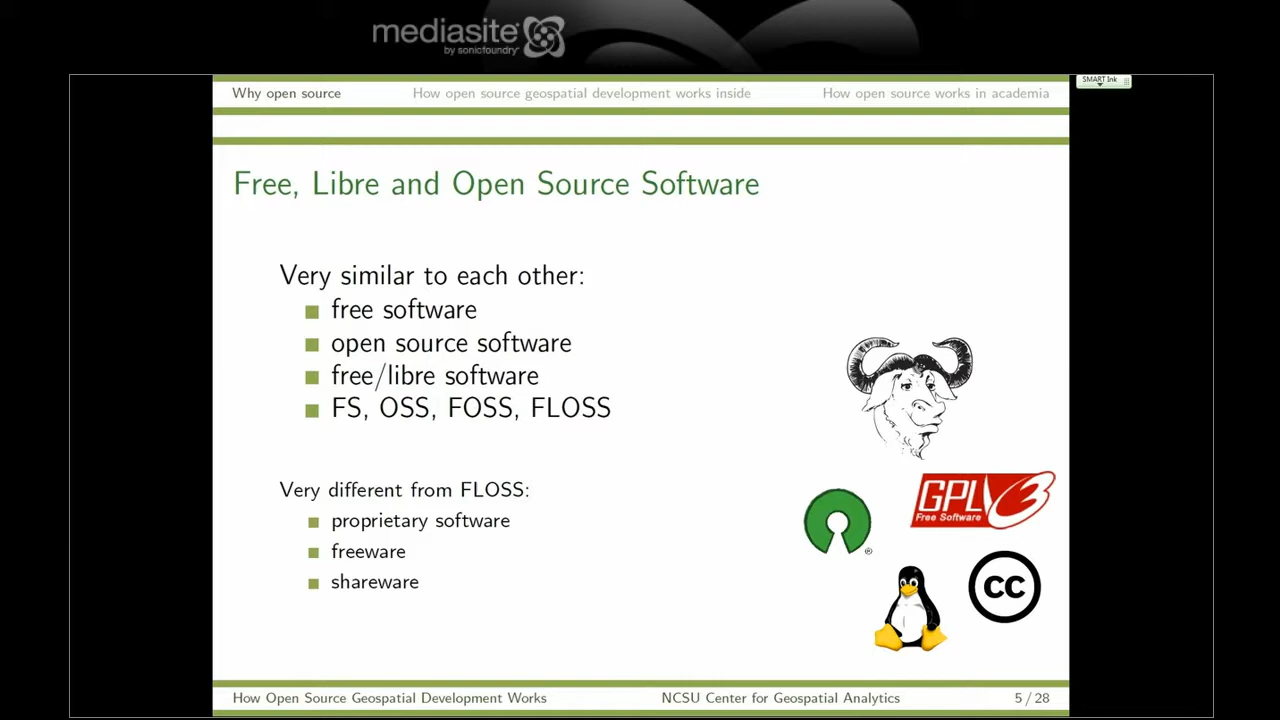 mediasite
by sonicfoundry
SMART Ink
Why open source How open source geospatial development works inside How open source works in academia
Free, Libre and Open Source Software
Very similar to each other:
free software
open source software
free/libre software
FS, OSS, FOSS, FLOSS
GPLv3
Free Software
Very different from FLOSS:
proprietary software
freeware
shareware
®
cc
How Open Source Geospatial Development Works NCSU Center for Geospatial Analytics 5 / 28